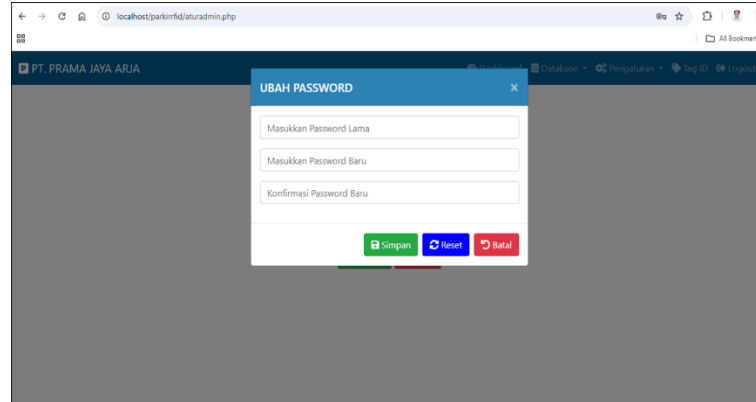 localhost/parkirrfid/aturadmin.php
All Bookmar
PT. PRAMA JAYA ARJA Dashboard Database Pengaturan Tag ID Logout
UBAH PASSWORD ×
Masukkan Password Lama
Masukkan Password Baru
Konfirmasi Password Baru
Simpan Reset Batal